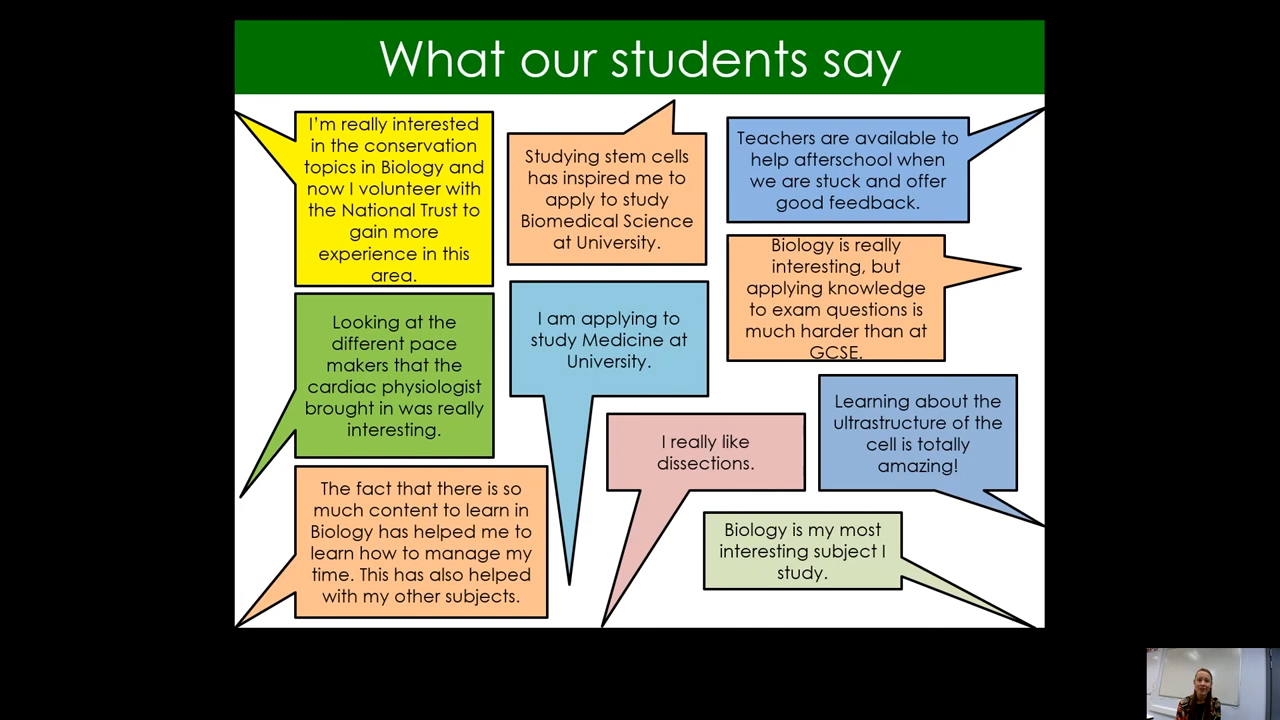 What our students say
I'm really interested
in the conservation
topics in Biology and
now I volunteer with
the National Trust to
gain more
experience in this
area.
Studying stem cells
has inspired me to
apply to study
Biomedical Science
at University.
Teachers are available to
help afterschool when
we are stuck and offer
good feedback.
Biology is really
interesting, but
applying knowledge
to exam questions is
much harder than at
GCSE.
Looking at the
different pace
makers that the
cardiac physiologist
brought in was really
interesting.
I am applying to
study Medicine at
University.
I really like
dissections.
Learning about the
ultrastructure of the
cell is totally
amazing!
The fact that there is so
much content to learn in
Biology has helped me to
learn how to manage my
time. This has also helped
with my other subjects.
Biology is my most
interesting subject I
study.